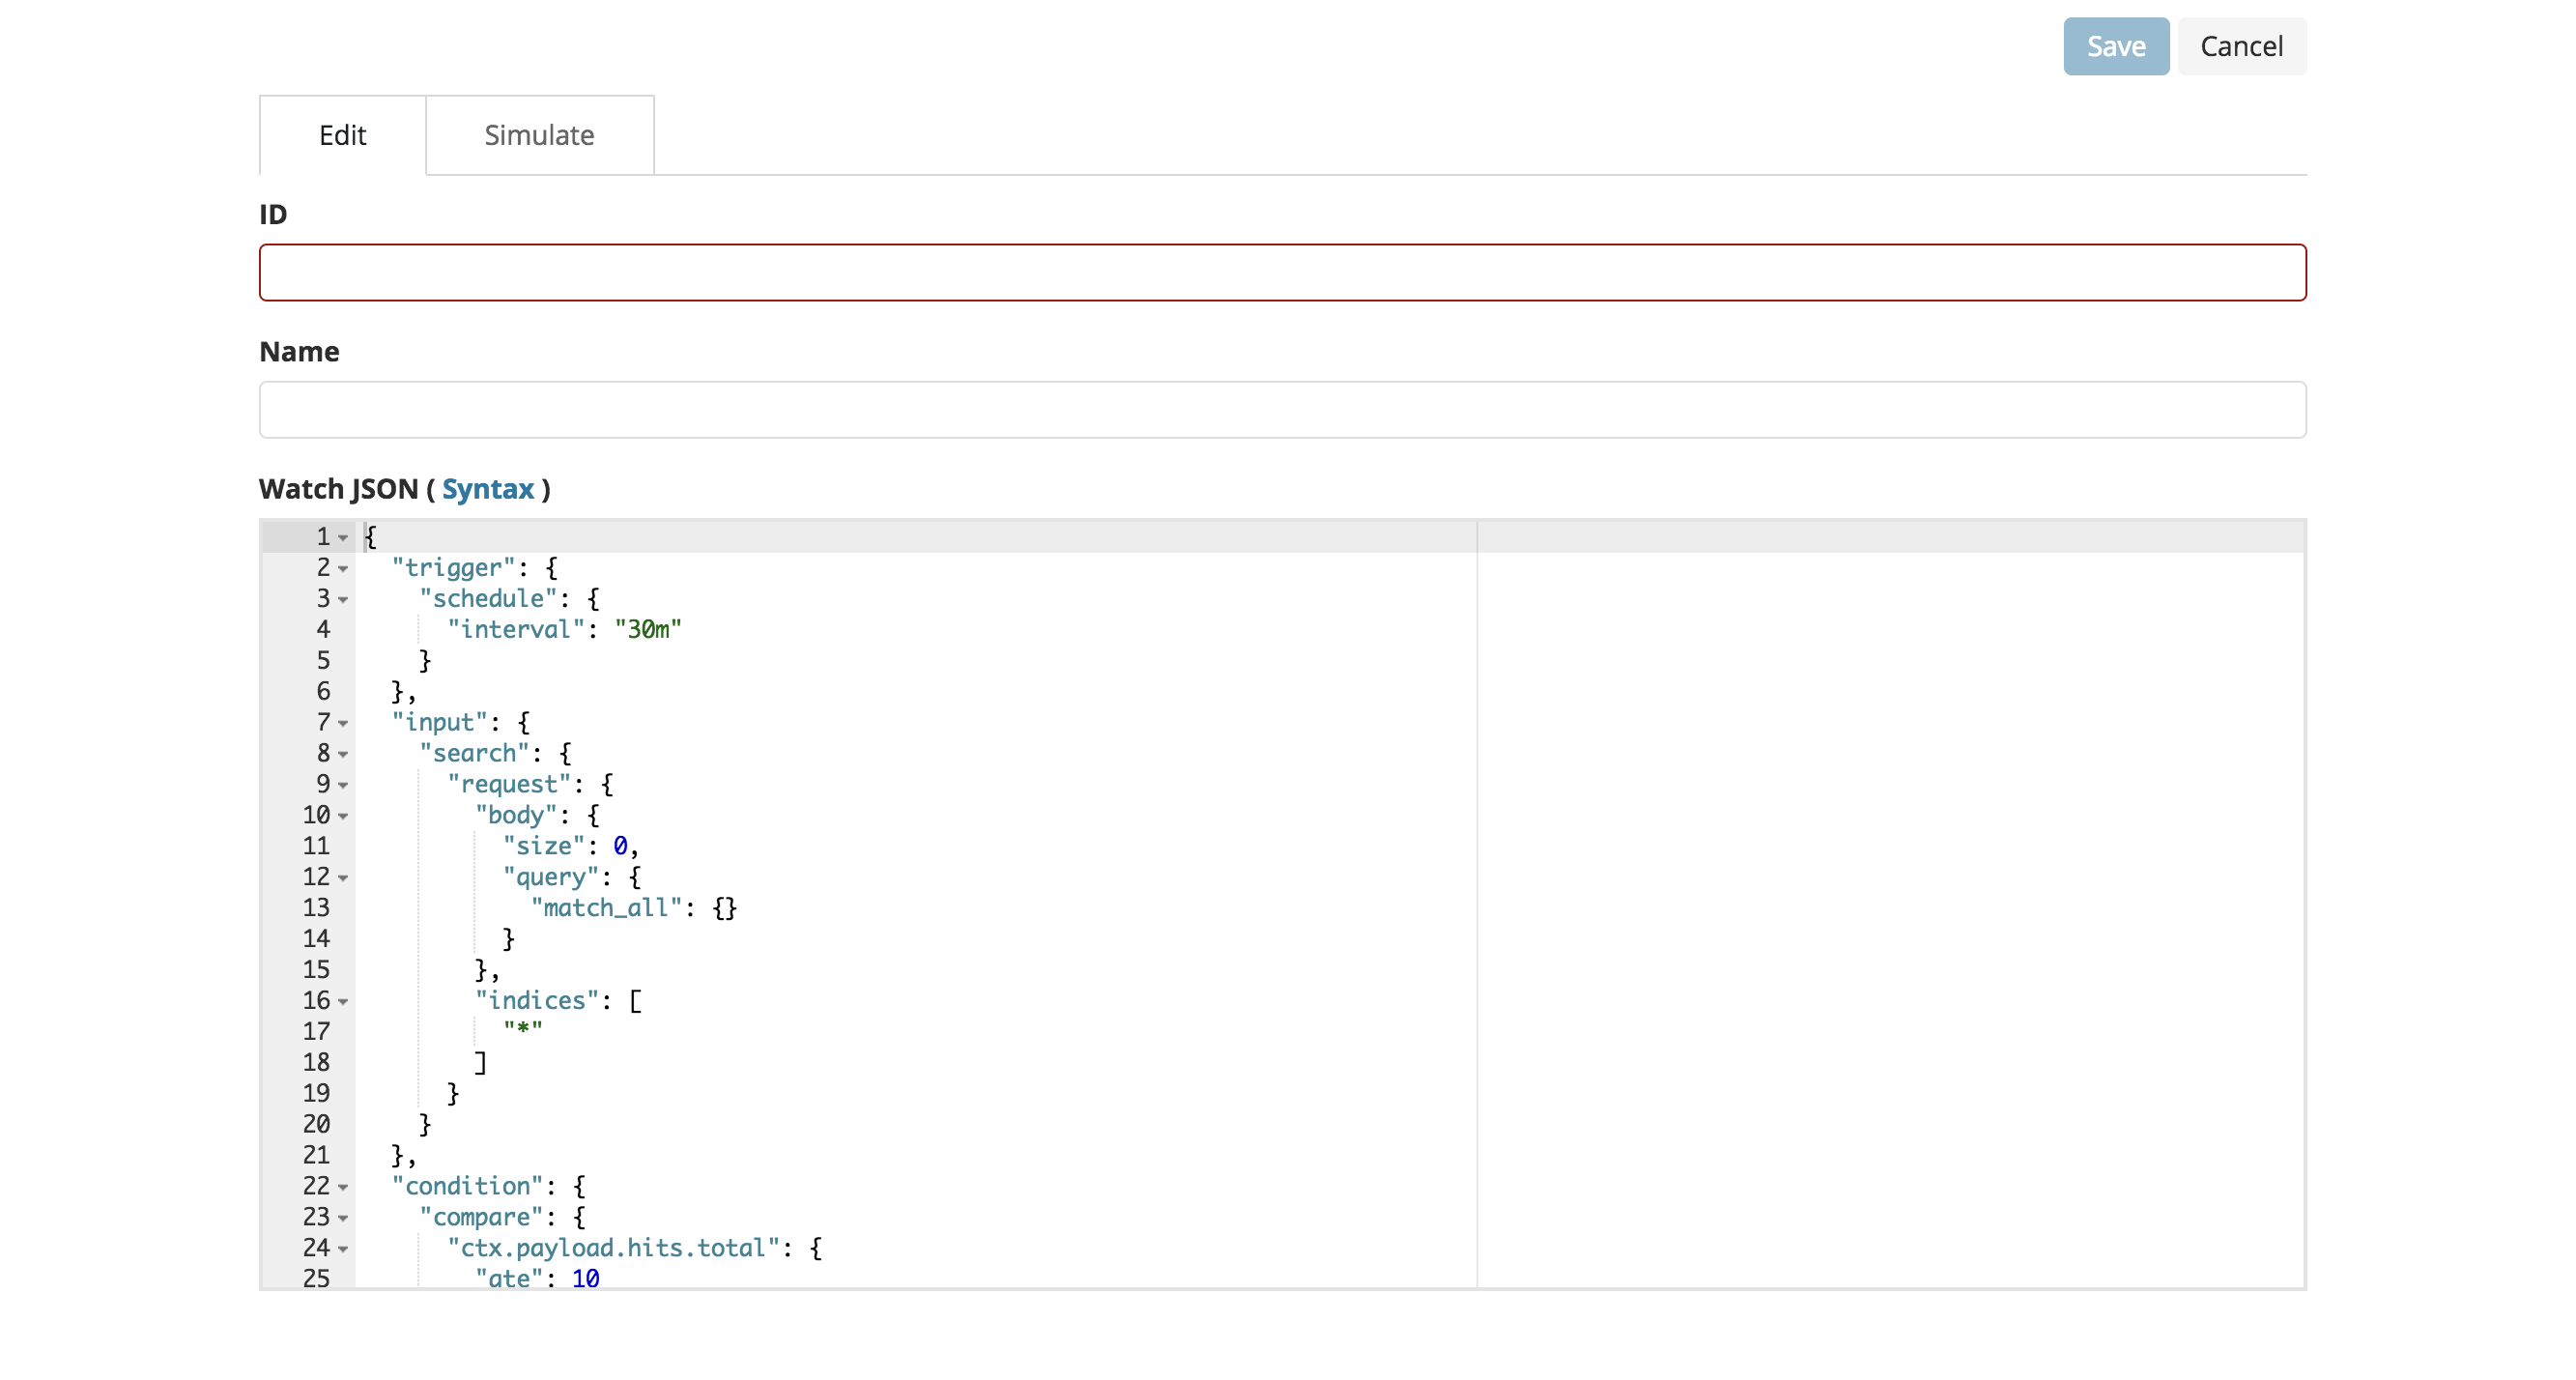 Save Cancel
Edit Simulate
ID
Name
Watch JSON ( Syntax )
1 {
2 "trigger": {
3 "schedule": {
4 "interval": "30m"
5 }
6 },
7 "input": {
8 "search": {
9 "request": {
10 "body": {
11 "size": 0,
12 "query": {
13 "match_all": {}
14 }
15 },
16 "indices": [
17 "*"
18 ]
19 }
20 }
21 },
22 "condition": {
23 "compare": {
24 "ctx.payload.hits.total": {
25 "gte": 10